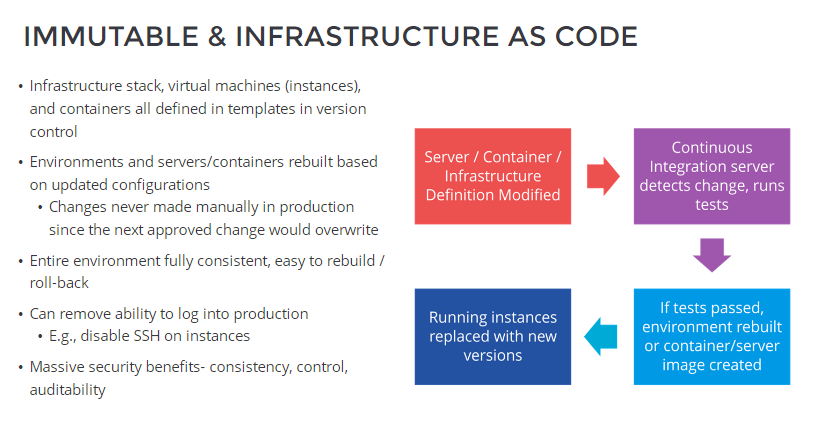 IMMUTABLE & INFRASTRUCTURE AS CODE
• Infrastructure stack, virtual machines (instances),
and containers all defined in templates in version
control
• Environments and servers/containers rebuilt based
on updated configurations
• Changes never made manually in production
since the next approved change would overwrite
• Entire environment fully consistent, easy to rebuild /
roll-back
• Can remove ability to log into production
• E.g., disable SSH on instances
• Massive security benefits- consistency, control,
auditability
Server / Container /
Infrastructure
Definition Modified
Continuous
Integration server
detects change, runs
tests
If tests passed,
environment rebuilt
or container/server
image created
Running instances
replaced with new
versions